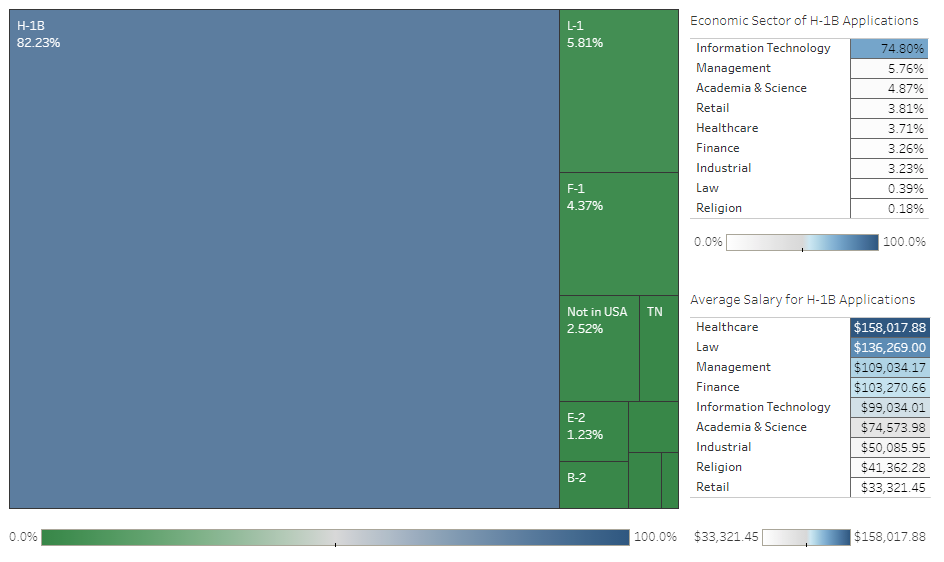 H-1B
82.23%
L-1
5.81%
F-1
4.37%
Not in USA
2.52%
TN
E-2
1.23%
B-2
0.0%
100.0%
Economic Sector of H-1B Applications
Information Technology 74.80%
Management 5.76%
Academia & Science 4.87%
Retail 3.81%
Healthcare 3.71%
Finance 3.26%
Industrial 3.23%
Law 0.39%
Religion 0.18%
0.0% 100.0%
Average Salary for H-1B Applications
Healthcare $158,017.88
Law $136,269.00
Management $109,034.17
Finance $103,270.66
Information Technology $99,034.01
Academia & Science $74,573.98
Industrial $50,085.95
Religion $41,362.28
Retail $33,321.45
$33,321.45 $158,017.88